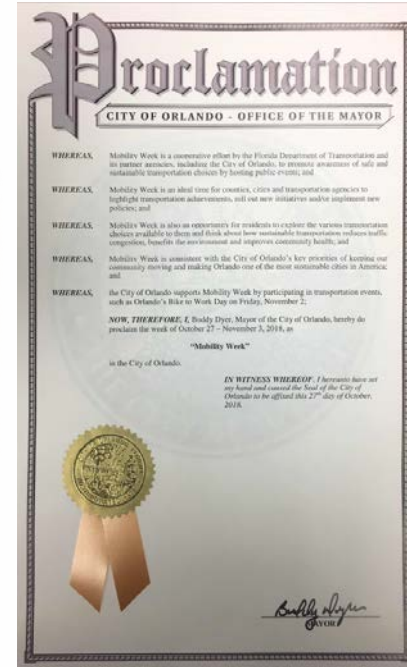 Proclamation
CITY OF ORLANDO - OFFICE OF THE MAYOR
WHEREAS, Mobility Week is a cooperative effort by the Florida Department of Transportation and
its partner agencies, including the City of Orlando, to promote awareness of safe and
sustainable transportation choices by hosting public events; and
WHEREAS, Mobility Week is an ideal time for counties, cities and transportation agencies to
highlight transportation achievements, roll out new initiatives and/or implement new
policies; and
WHEREAS, Mobility Week is also an opportunity for residents to explore the various transportation
choices available to them and think about how sustainable transportation reduces traffic
congestion, benefits the environment and improves community health; and
WHEREAS, Mobility Week is consistent with the City of Orlando's key priorities of keeping our
community moving and making Orlando one of the most sustainable cities in America;
and
WHEREAS, the City of Orlando supports Mobility Week by participating in transportation events,
such as Orlando's Bike to Work Day on Friday, November 2;
NOW, THEREFORE, I, Buddy Dyer, Mayor of the City of Orlando, hereby do
proclaim the week of October 27 – November 3, 2018, as
"Mobility Week"
in the City of Orlando.
IN WITNESS WHEREOF, I hereunto have set
my hand and caused the Seal of the City of
Orlando to be affixed this 27th day of October,
2018.
Buddy Dyer
MAYOR